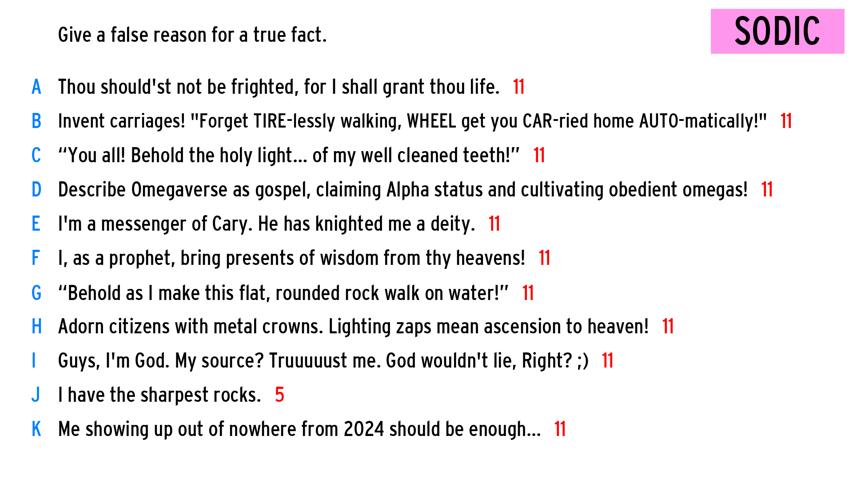 Give a false reason for a true fact.
SODIC
A Thou should'st not be frighted, for I shall grant thou life. 11
B Invent carriages! "Forget TIRE-lessly walking, WHEEL get you CAR-ried home AUTO-matically!" 11
C “You all! Behold the holy light... of my well cleaned teeth!” 11
D Describe Omegaverse as gospel, claiming Alpha status and cultivating obedient omegas! 11
E I'm a messenger of Cary. He has knighted me a deity. 11
F I, as a prophet, bring presents of wisdom from thy heavens! 11
G “Behold as I make this flat, rounded rock walk on water!” 11
H Adorn citizens with metal crowns. Lighting zaps mean ascension to heaven! 11
I Guys, I'm God. My source? Truuuuust me. God wouldn't lie, Right? ;) 11
J I have the sharpest rocks. 5
K Me showing up out of nowhere from 2024 should be enough... 11